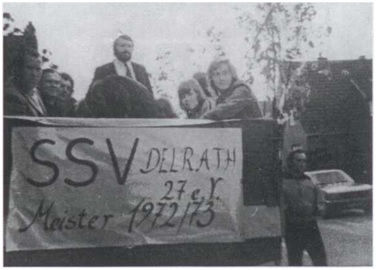 SSV DELRATH
27 e.V.
Meister 1972/73